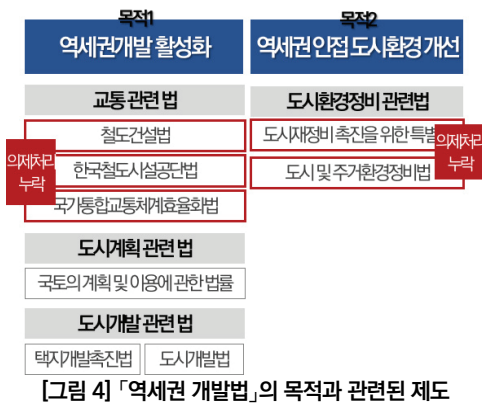 목적1
역세권개발 활성화
교통 관련 법
철도건설법
한국철도시설공단법
국가통합교통체계효율화법
의제처리
누락
도시계획 관련 법
국토의 계획 및 이용에 관한 법률
도시개발 관련 법
택지개발촉진법
도시개발법
목적2
역세권 인접 도시환경 개선
도시환경정비 관련법
도시재정비 촉진을 위한 특별
도시 및 주거환경정비법
의제처리
누락
[그림 4] 「역세권 개발법」의 목적과 관련된 제도